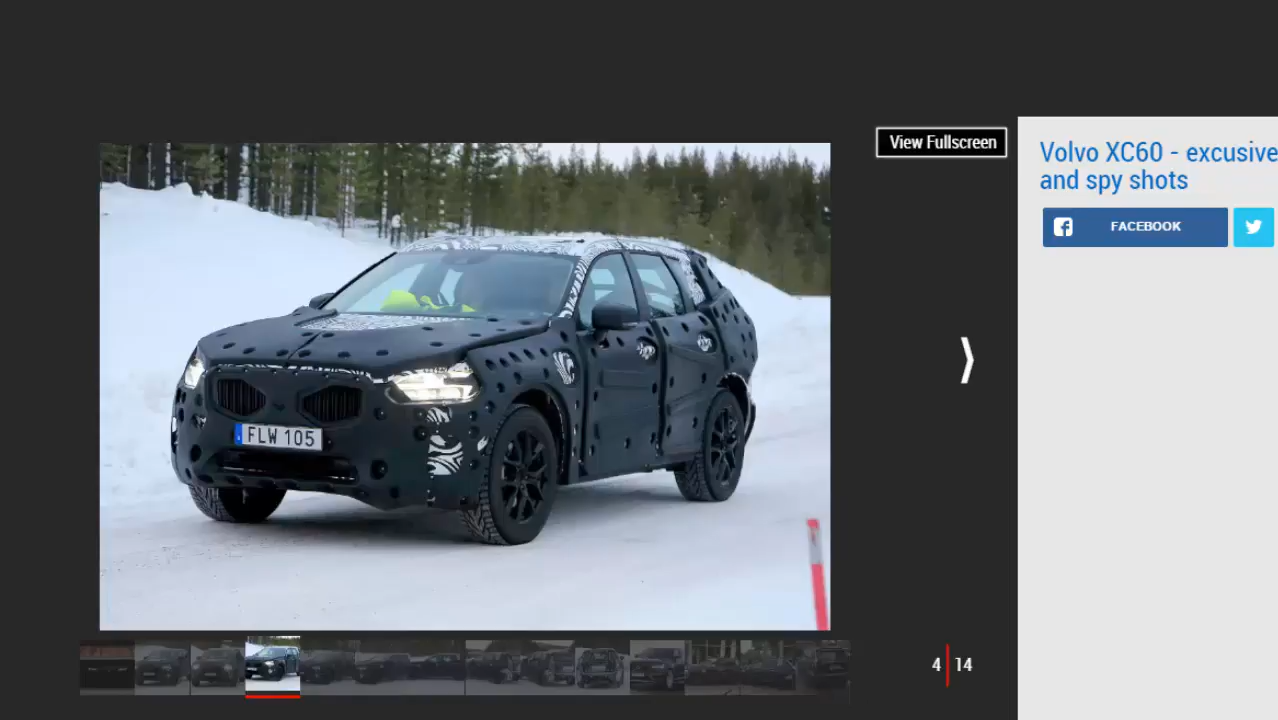 View Fullscreen
Volvo XC60 - excusive
and spy shots
FACEBOOK
FLW 105
4 14